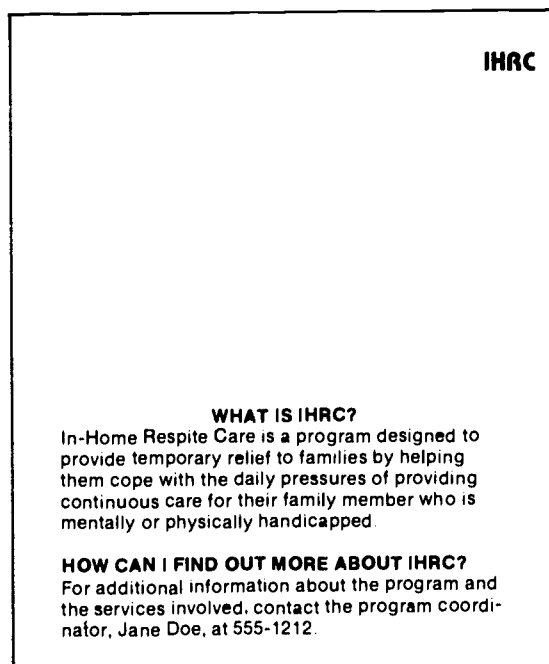 IHRC
WHAT IS IHRC?
In-Home Respite Care is a program designed to
provide temporary relief to families by helping
them cope with the daily pressures of providing
continuous care for their family member who is
mentally or physically handicapped.
HOW CAN I FIND OUT MORE ABOUT IHRC?
For additional information about the program and
the services involved, contact the program coordi-
nator, Jane Doe, at 555-1212.